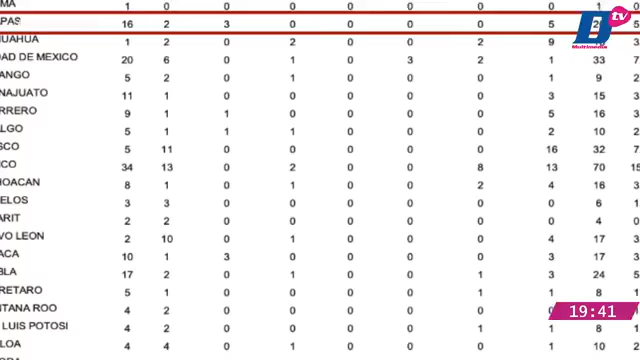 MA 1 0 0 0 0 0 0 0 1
APAS 16 2 3 0 0 0 0 5 5
HUAHUA 1 2 0 2 0 0 2 9 3
DAD DE MEXICO 20 6 0 1 0 3 2 1 33 7
ANGO 5 2 0 1 0 0 0 1 9 2
NAJUATO 11 1 0 0 0 0 0 3 15 3
RRERO 9 1 1 0 0 0 0 5 16 3
ALGO 5 1 1 1 0 0 0 2 10 2
SCO 5 11 0 0 0 0 0 16 32 7
ICO 34 13 0 2 0 0 8 13 70 15
HOACAN 8 1 0 1 0 0 2 4 16 3
ELOS 3 3 0 0 0 0 0 0 6 1
ARIT 2 2 0 0 0 0 0 0 4 0
VO LEON 2 10 0 1 0 0 0 4 17 3
ACA 10 1 3 0 0 0 0 3 17 3
BLA 17 2 0 1 0 0 1 3 24 5
RETARO 5 1 0 0 0 0 1 1 8 1
NTANA ROO 4 2 0 0 0 0 0
LUIS POTOSI 4 2 0 0 0 0 1 1 8 1
LOA 4 4 0 1 0 0 0 1 10 2
D tv
Multimedia
19:41